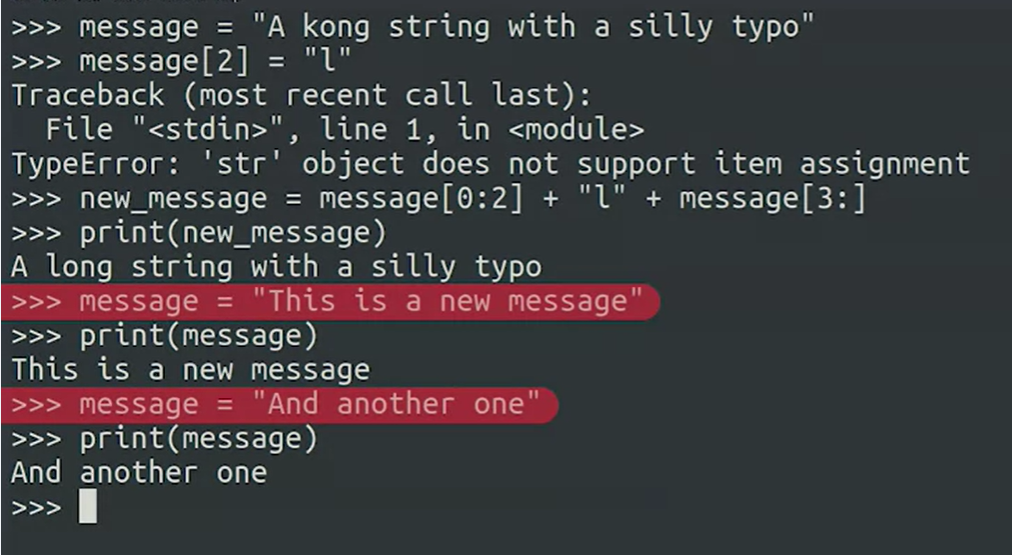 >>> message = "A kong string with a silly typo"
>>> message[2] = "l"
Traceback (most recent call last):
  File "<stdin>", line 1, in <module>
TypeError: 'str' object does not support item assignment
>>> new_message = message[0:2] + "l" + message[3:]
>>> print(new_message)
A long string with a silly typo
>>> message = "This is a new message"
>>> print(message)
This is a new message
>>> message = "And another one"
>>> print(message)
And another one
>>>